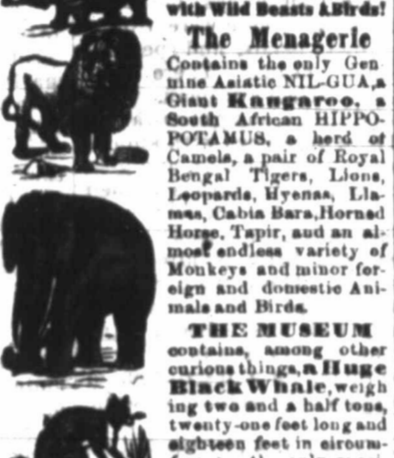 with Wild Beasts & Birds!
The Menagerie
Contains the only Gen
uine Asiatic NIL-GUA,a
Giant Kangaroo, a
South African HIPPO-
POTAMUS, a herd of
Camels, a pair of Royal
Bengal Tigers, Lions,
Leopards, Hyenas, Lla-
mas, Cabia Bara,Horned
Horse, Tapir, and an al-
most endless variety of
Monkeys and minor for-
eign and domestic Ani-
mals and Birds.
THE MUSEUM
contains, among other
curious things,a Huge
Black Whale,weigh
ing two and a half tons,
twenty-one feet long and
eighteen feet in circum-